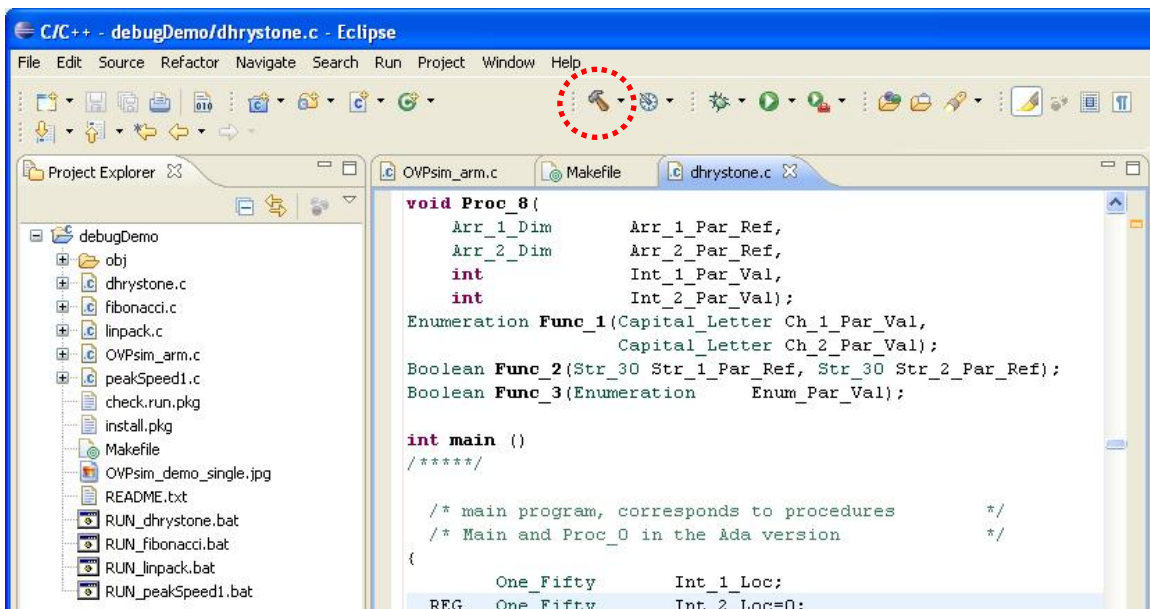 C/C++ - debugDemo/dhrystone.c - Eclipse
File Edit Source Refactor Navigate Search Run Project Window Help
Project Explorer
debugDemo
obj
dhrystone.c
fibonacci.c
linpack.c
OVPsim_arm.c
peakSpeed1.c
check.run.pkg
install.pkg
Makefile
OVPsim_demo_single.jpg
README.txt
RUN_dhrystone.bat
RUN_fibonacci.bat
RUN_linpack.bat
RUN_peakSpeed1.bat
OVPsim_arm.c Makefile dhrystone.c
void Proc_8(
Arr_1_Dim Arr_1_Par_Ref,
Arr_2_Dim Arr_2_Par_Ref,
int Int_1_Par_Val,
int Int_2_Par_Val);
Enumeration Func_1(Capital_Letter Ch_1_Par_Val,
Capital_Letter Ch_2_Par_Val);
Boolean Func_2(Str_30 Str_1_Par_Ref, Str_30 Str_2_Par_Ref);
Boolean Func_3(Enumeration Enum_Par_Val);
int main ()
/*****/
/* main program, corresponds to procedures */
/* Main and Proc_0 in the Ada version */
{
One_Fifty Int_1_Loc;
REG One_Fifty Int_2_Loc=0;